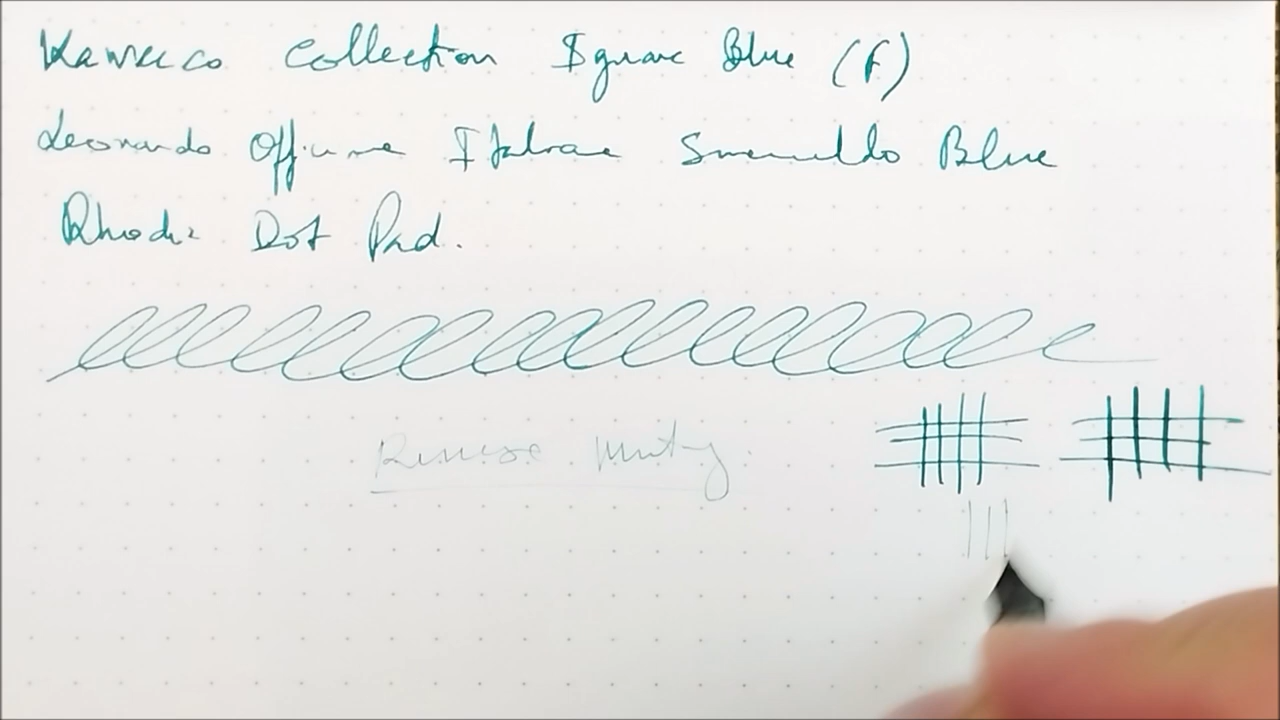 Kaweco Collection Iguana Blue (F)
Leonardo Officina Italiana Smeraldo Blue
Rhodia Dot Pad.
Reverse writing